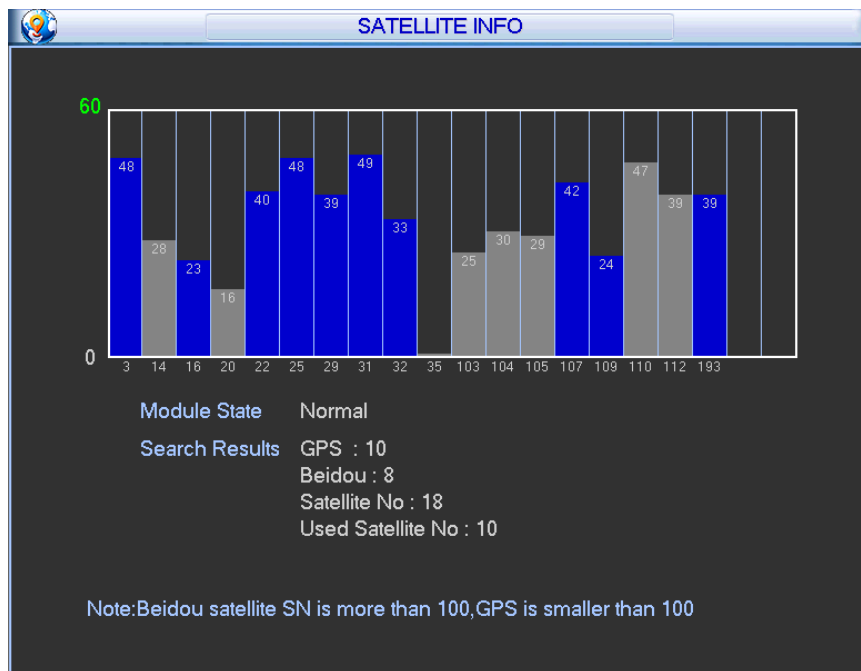 SATELLITE INFO
60
48 28 23 16 40 48 39 49 33 25 30 29 42 24 47 39 39
0
3 14 16 20 22 25 29 31 32 35 103 104 105 107 109 110 112 193
Module State Normal
Search Results GPS : 10
Beidou : 8
Satellite No : 18
Used Satellite No : 10
Note:Beidou satellite SN is more than 100,GPS is smaller than 100